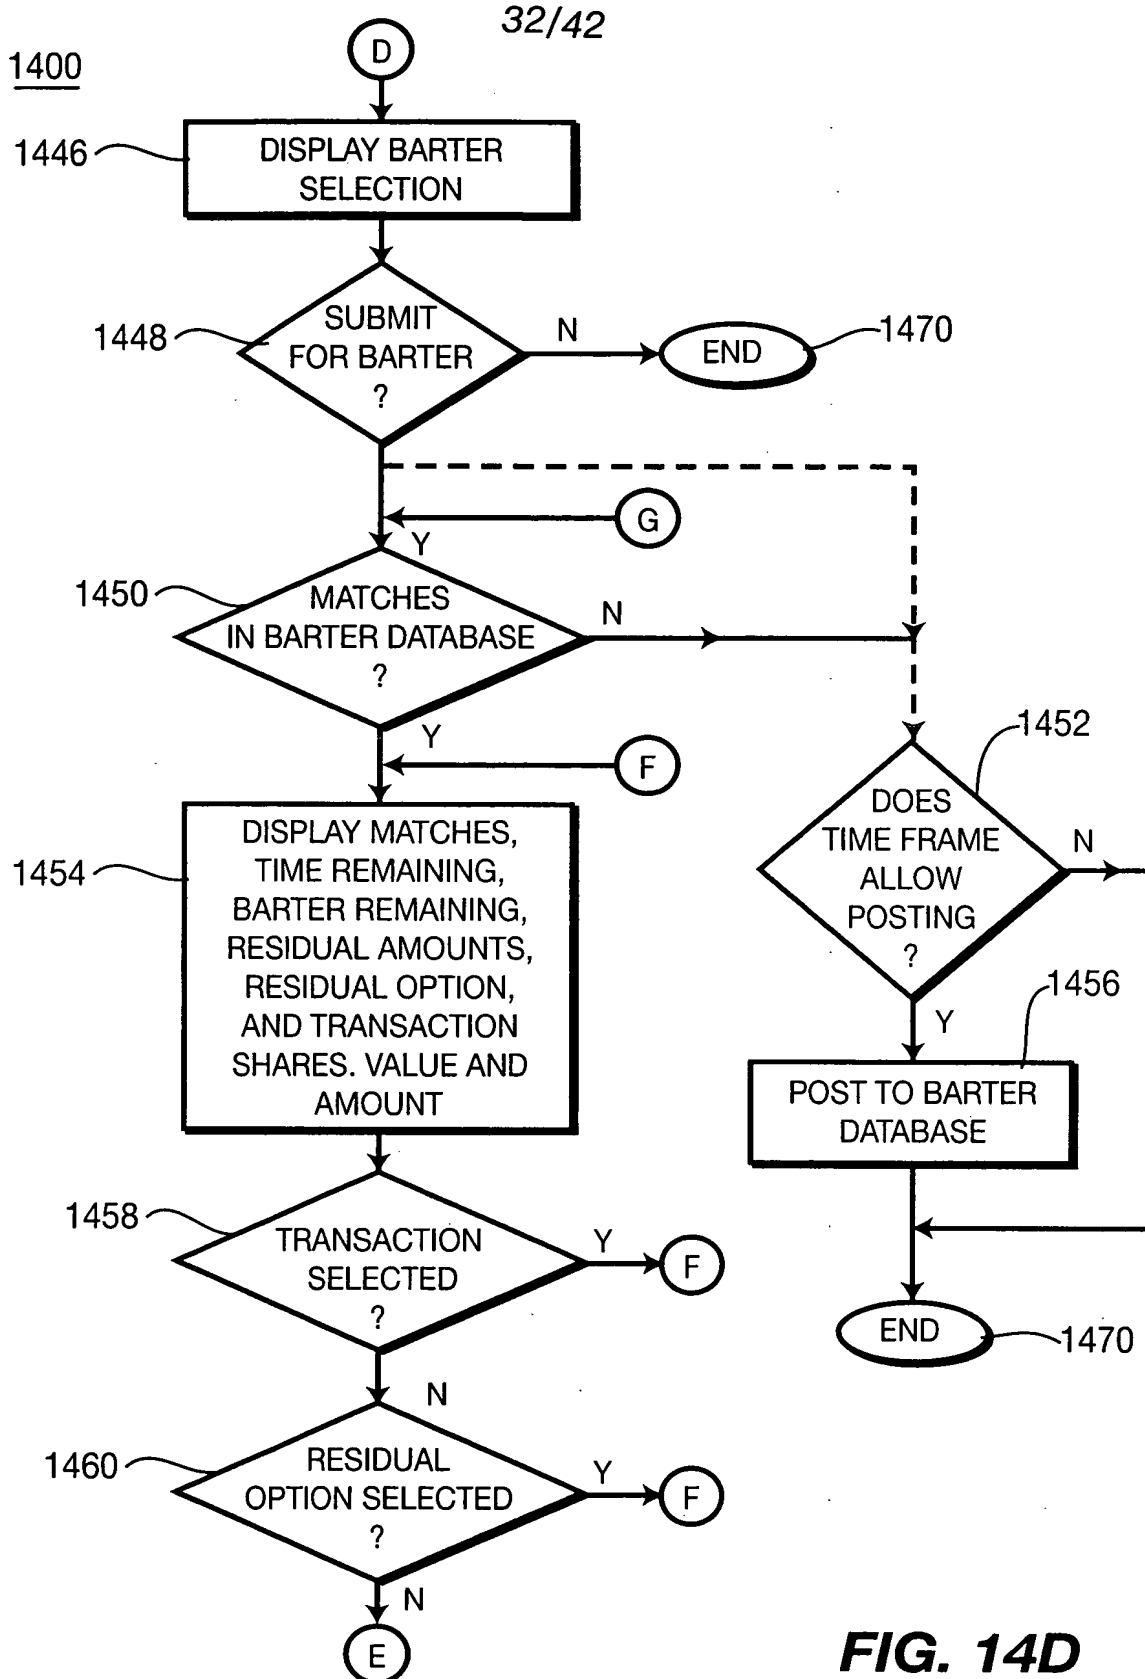 32/42
1400
D
1446
DISPLAY BARTER
SELECTION
1448
SUBMIT
FOR BARTER
?
N
END
1470
G
Y
1450
MATCHES
IN BARTER DATABASE
?
N
Y
F
1452
DOES
TIME FRAME
ALLOW
POSTING
?
N
Y
1454
DISPLAY MATCHES,
TIME REMAINING,
BARTER REMAINING,
RESIDUAL AMOUNTS,
RESIDUAL OPTION,
AND TRANSACTION
SHARES. VALUE AND
AMOUNT
1456
POST TO BARTER
DATABASE
1458
TRANSACTION
SELECTED
?
Y
F
N
END
1470
1460
RESIDUAL
OPTION SELECTED
?
Y
F
N
E
FIG. 14D